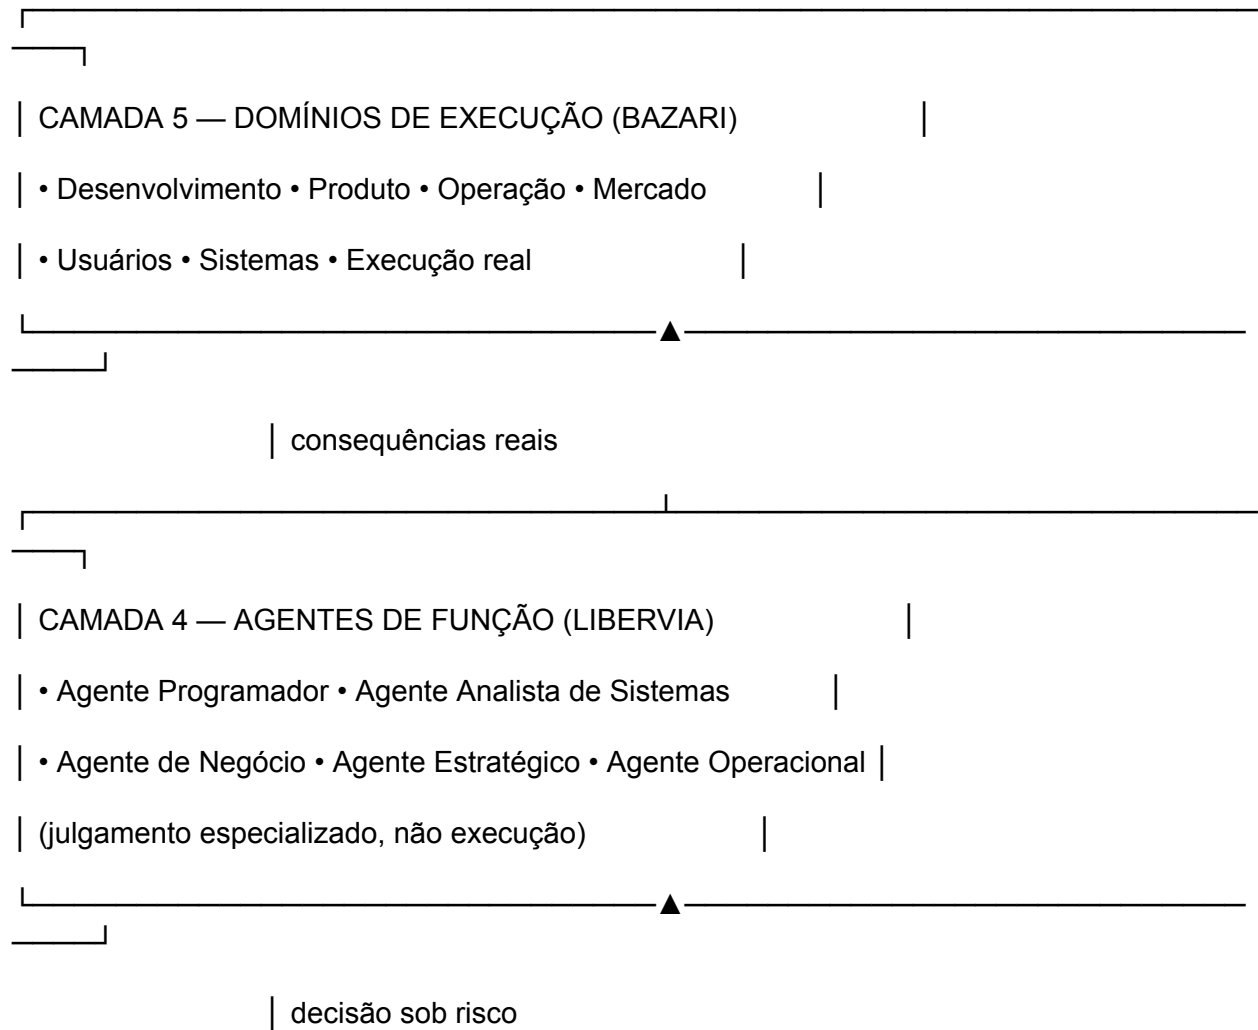 │ CAMADA 5 — DOMÍNIOS DE EXECUÇÃO (BAZARI) │
│ • Desenvolvimento • Produto • Operação • Mercado │
│ • Usuários • Sistemas • Execução real │
│ consequências reais
│ CAMADA 4 — AGENTES DE FUNÇÃO (LIBERVIA) │
│ • Agente Programador • Agente Analista de Sistemas │
│ • Agente de Negócio • Agente Estratégico • Agente Operacional │
│ (julgamento especializado, não execução) │
│ decisão sob risco